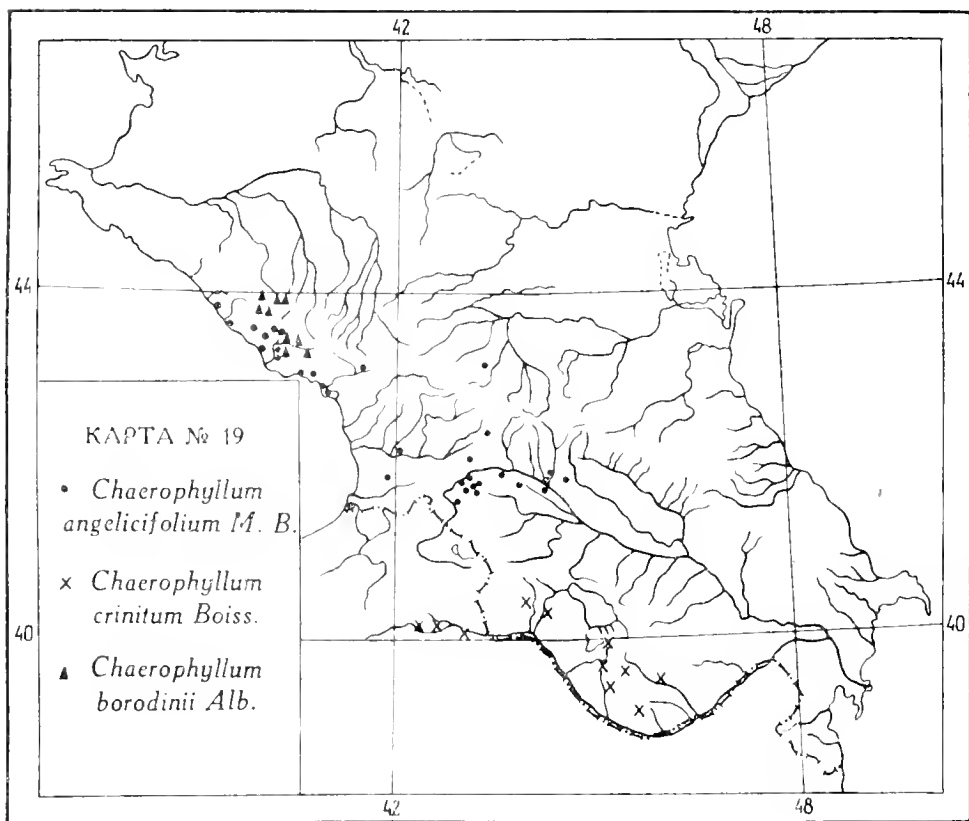 42 48
44 44
КАРТА № 19
Chaerophyllum
angelicifolium M. B.
Chaerophyllum
crinitum Boiss.
40 40
Chaerophyllum
borodinii Alb.
42 48